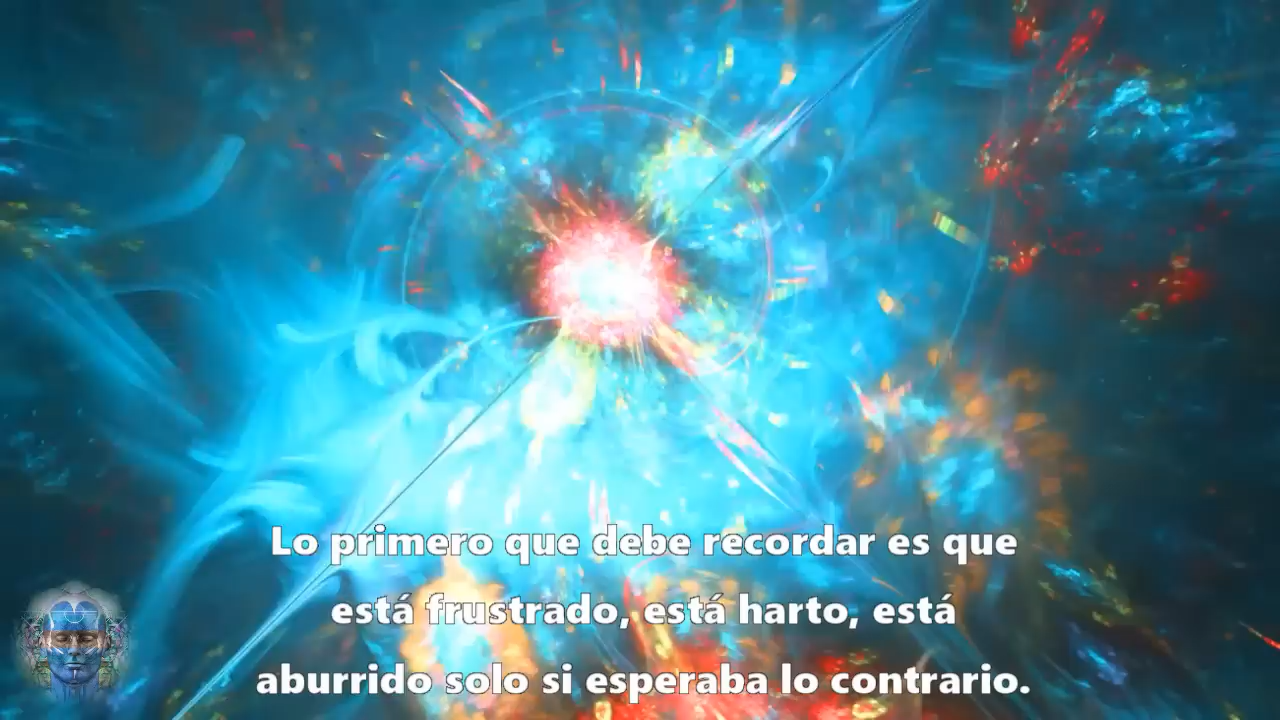 Lo primero que debe recordar es que
está frustrado, está harto, está
aburrido solo si esperaba lo contrario.